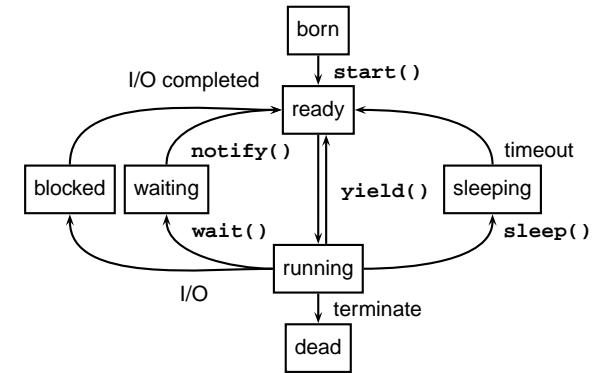 born
start()
I/O completed
ready
notify()
timeout
blocked
waiting
yield()
sleeping
wait()
sleep()
running
I/O
terminate
dead